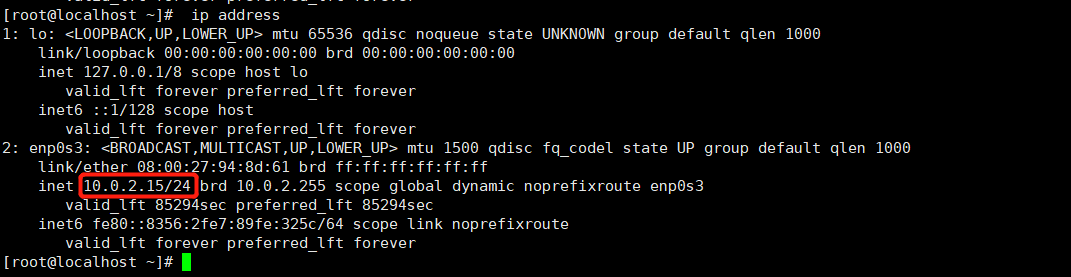 valid_lft forever preferred_lft forever
[root@localhost ~]#  ip address
1: lo: <LOOPBACK,UP,LOWER_UP> mtu 65536 qdisc noqueue state UNKNOWN group default qlen 1000
    link/loopback 00:00:00:00:00:00 brd 00:00:00:00:00:00
    inet 127.0.0.1/8 scope host lo
       valid_lft forever preferred_lft forever
    inet6 ::1/128 scope host
       valid_lft forever preferred_lft forever
2: enp0s3: <BROADCAST,MULTICAST,UP,LOWER_UP> mtu 1500 qdisc fq_codel state UP group default qlen 1000
    link/ether 08:00:27:94:8d:61 brd ff:ff:ff:ff:ff:ff
    inet 10.0.2.15/24 brd 10.0.2.255 scope global dynamic noprefixroute enp0s3
       valid_lft 85294sec preferred_lft 85294sec
    inet6 fe80::8356:2fe7:89fe:325c/64 scope link noprefixroute
       valid_lft forever preferred_lft forever
[root@localhost ~]#